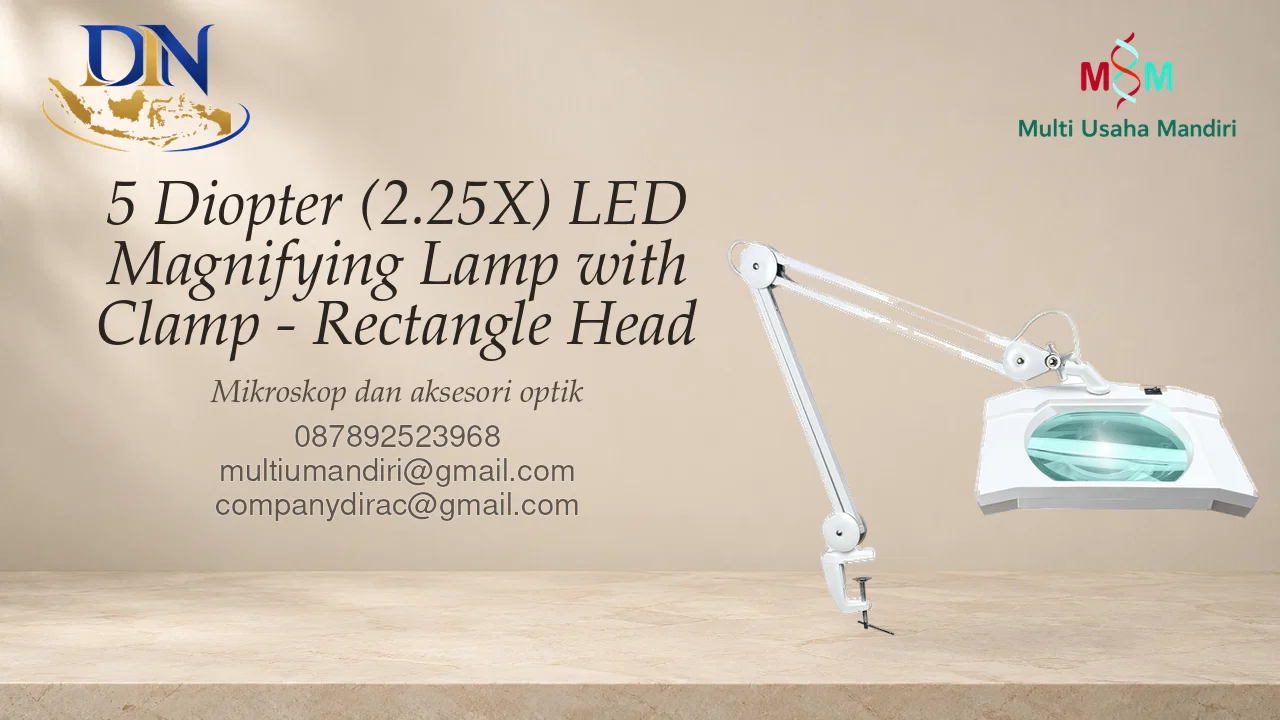 DN
M M
Multi Usaha Mandiri
5 Diopter (2.25X) LED
Magnifying Lamp with
Clamp - Rectangle Head
Mikroskop dan aksesori optik
087892523968
multiumandiri@gmail.com
companydirac@gmail.com